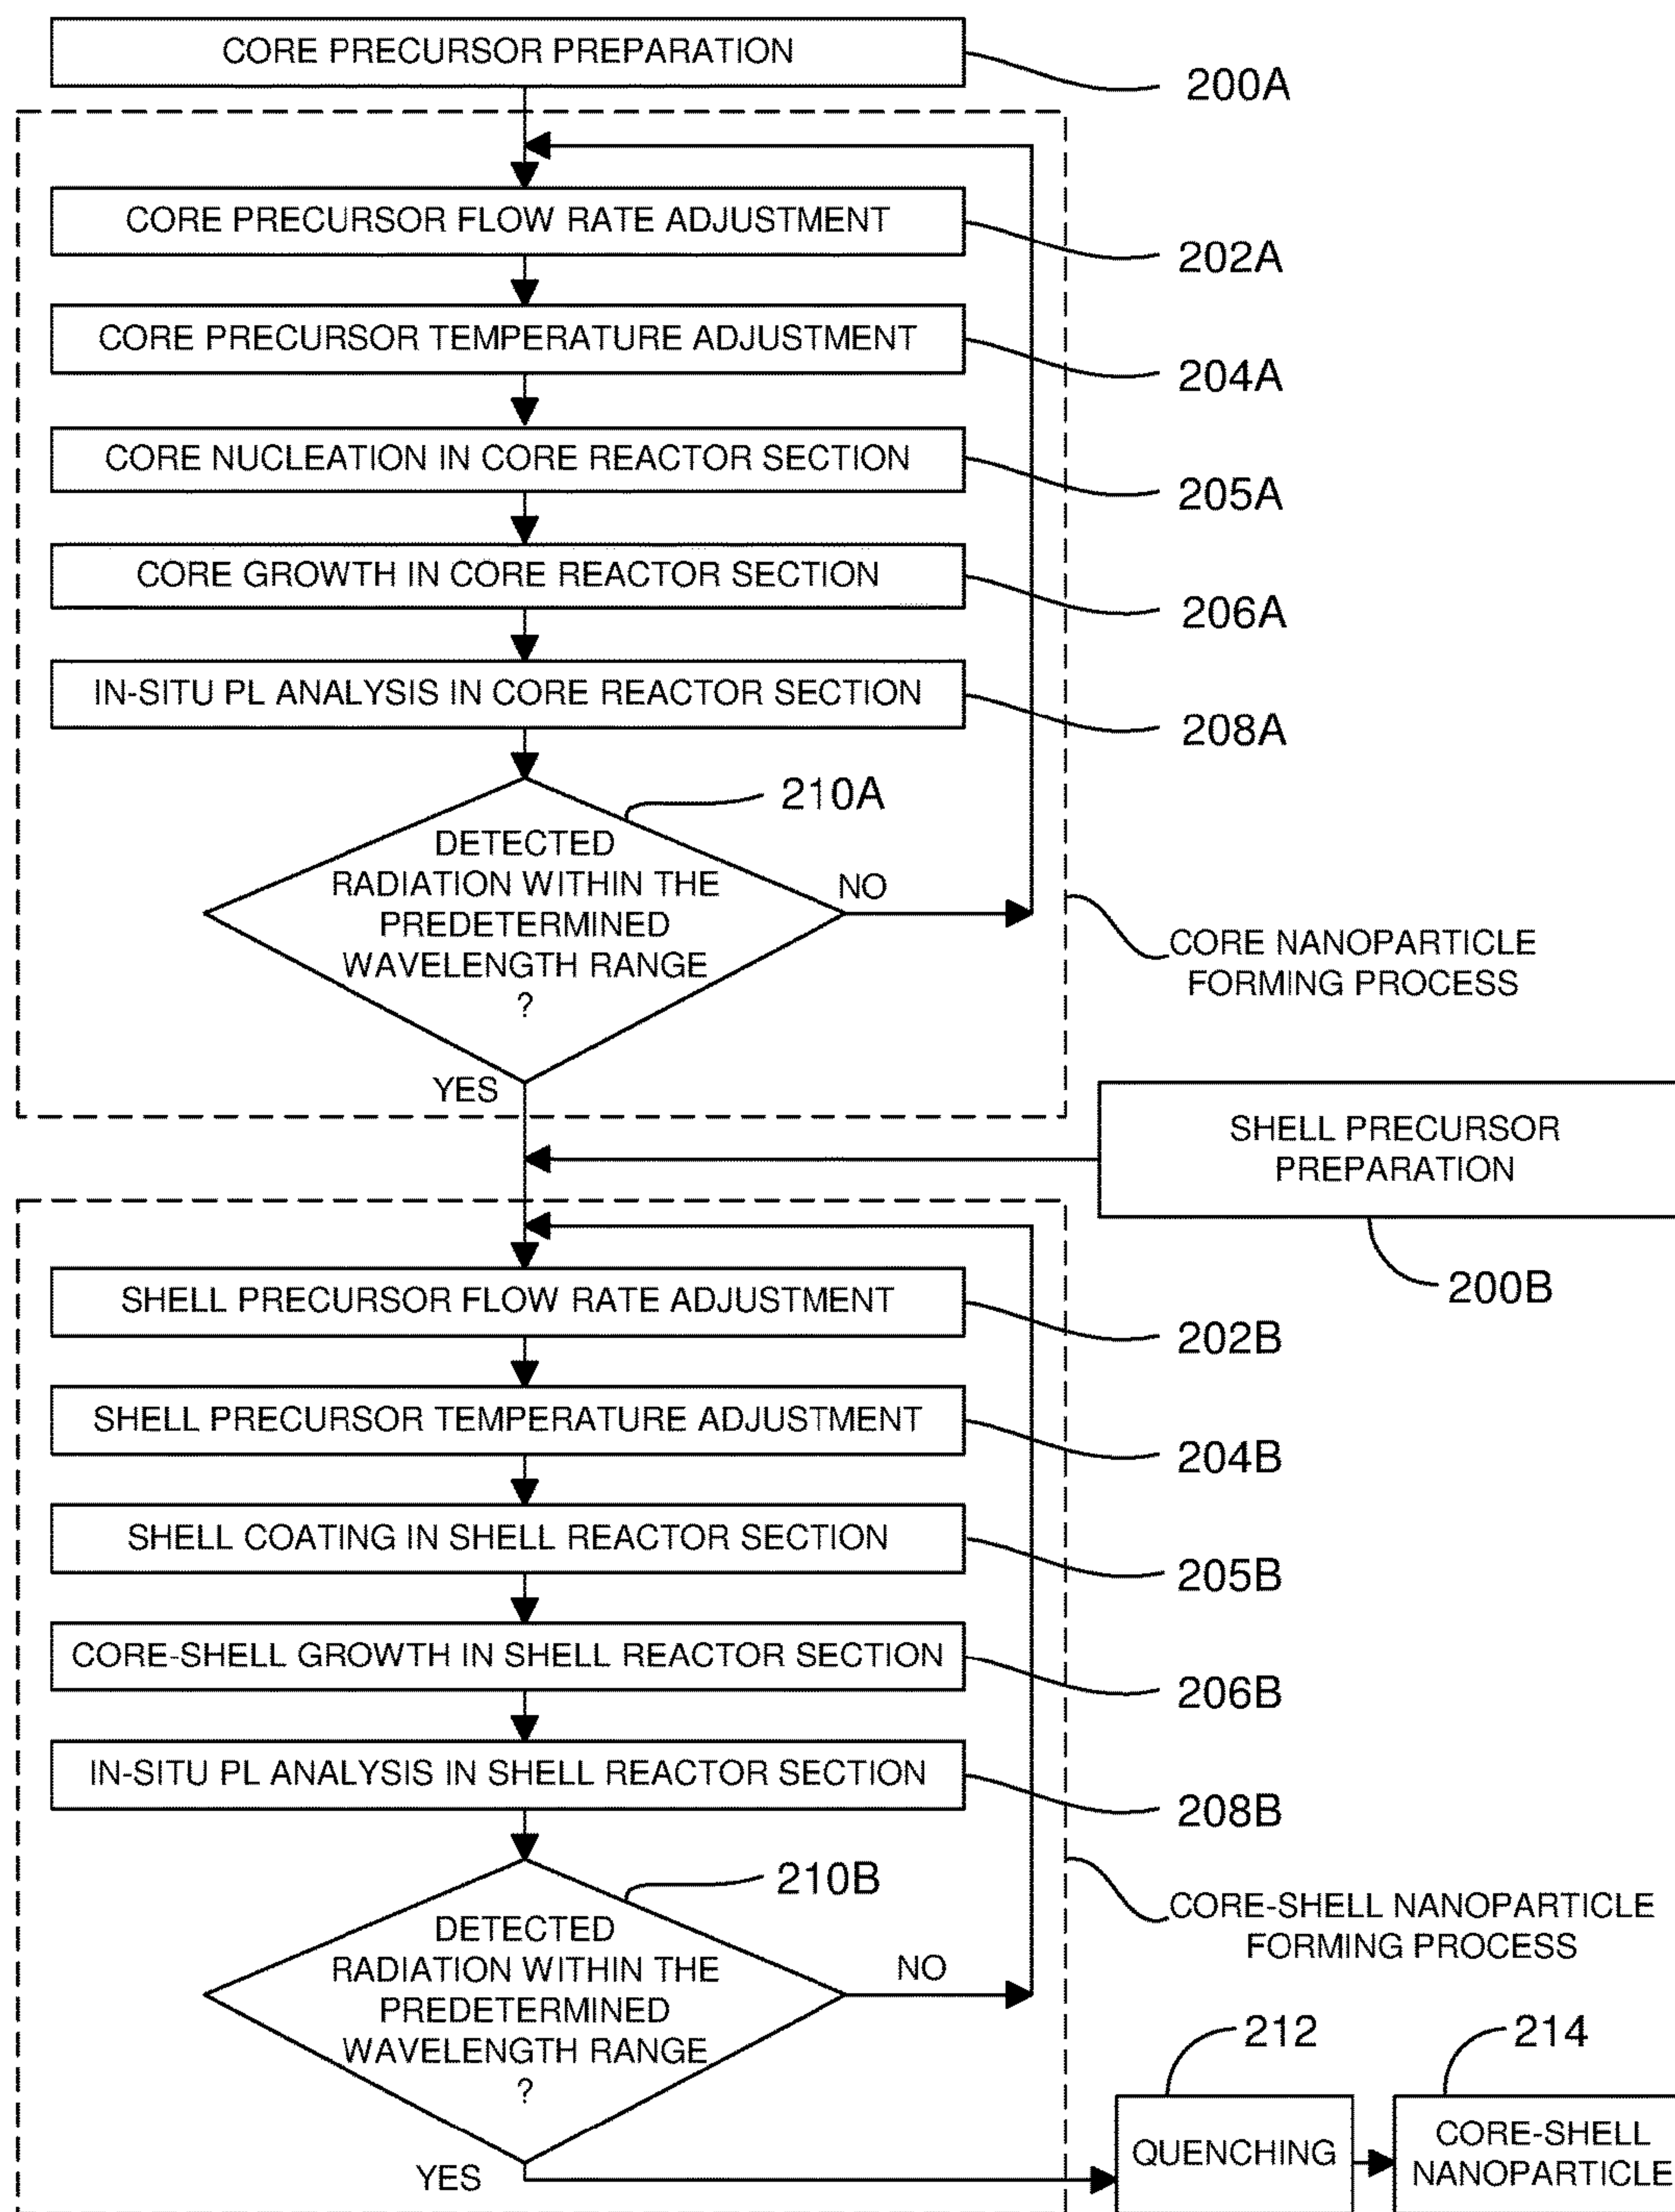 CORE PRECURSOR PREPARATION
200A
CORE PRECURSOR FLOW RATE ADJUSTMENT
202A
CORE PRECURSOR TEMPERATURE ADJUSTMENT
204A
CORE NUCLEATION IN CORE REACTOR SECTION
205A
CORE GROWTH IN CORE REACTOR SECTION
206A
IN-SITU PL ANALYSIS IN CORE REACTOR SECTION
208A
210A
DETECTED
RADIATION WITHIN THE
PREDETERMINED
WAVELENGTH RANGE
?
NO
CORE NANOPARTICLE
FORMING PROCESS
YES
SHELL PRECURSOR
PREPARATION
200B
SHELL PRECURSOR FLOW RATE ADJUSTMENT
202B
SHELL PRECURSOR TEMPERATURE ADJUSTMENT
204B
SHELL COATING IN SHELL REACTOR SECTION
205B
CORE-SHELL GROWTH IN SHELL REACTOR SECTION
206B
IN-SITU PL ANALYSIS IN SHELL REACTOR SECTION
208B
210B
DETECTED
RADIATION WITHIN THE
PREDETERMINED
WAVELENGTH RANGE
?
NO
CORE-SHELL NANOPARTICLE
FORMING PROCESS
YES
212
QUENCHING
214
CORE-SHELL
NANOPARTICLE